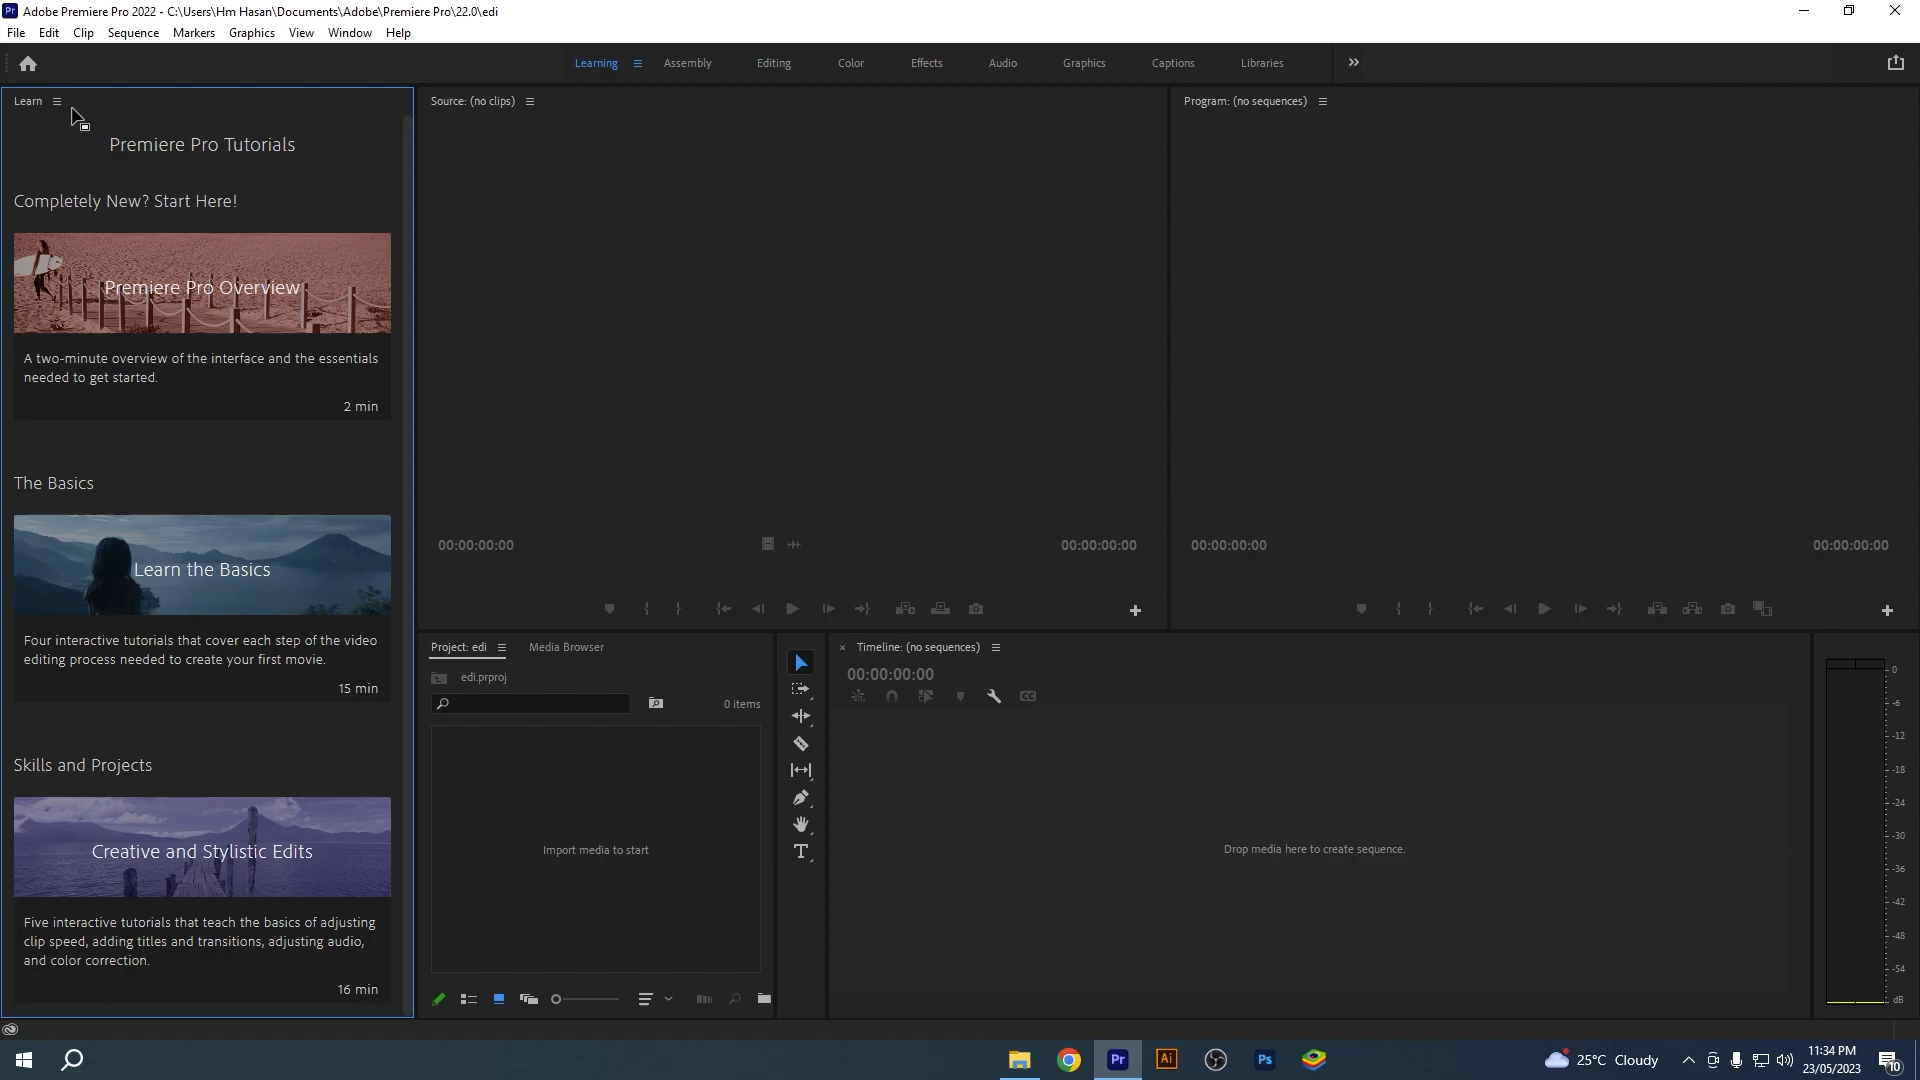 Pr Adobe Premiere Pro 2022 - C:\Users\Hm Hasan\Documents\Adobe\Premiere Pro\22.0\edi
File Edit Clip Sequence Markers Graphics View Window Help
Learning Assembly Editing Color Effects Audio Graphics Captions Libraries
Learn
Source: (no clips)
Program: (no sequences)
Premiere Pro Tutorials
Completely New? Start Here!
Premiere Pro Overview
A two-minute overview of the interface and the essentials
needed to get started.
2 min
The Basics
Learn the Basics
Four interactive tutorials that cover each step of the video
editing process needed to create your first movie.
15 min
Skills and Projects
Creative and Stylistic Edits
Five interactive tutorials that teach the basics of adjusting
clip speed, adding titles and transitions, adjusting audio,
and color correction.
16 min
00:00:00:00
00:00:00:00
00:00:00:00
00:00:00:00
Project: edi
Media Browser
edi.prproj
0 items
Import media to start
Timeline: (no sequences)
00:00:00:00
CC
Drop media here to create sequence.
0
-6
-12
-18
-24
-30
-36
-42
-48
-54
dB
T
Pr
Ai
Ps
25°C Cloudy
11:34 PM
23/05/2023
10